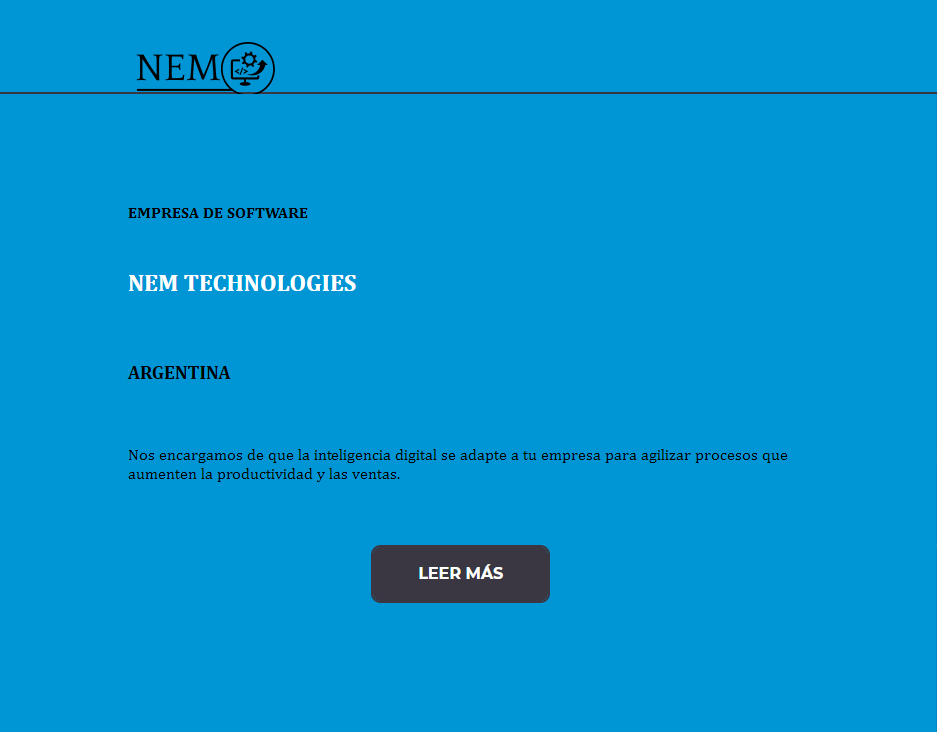 NEM
</>
EMPRESA DE SOFTWARE
NEM TECHNOLOGIES
ARGENTINA
Nos encargamos de que la inteligencia digital se adapte a tu empresa para agilizar procesos que
aumenten la productividad y las ventas.
LEER MÁS